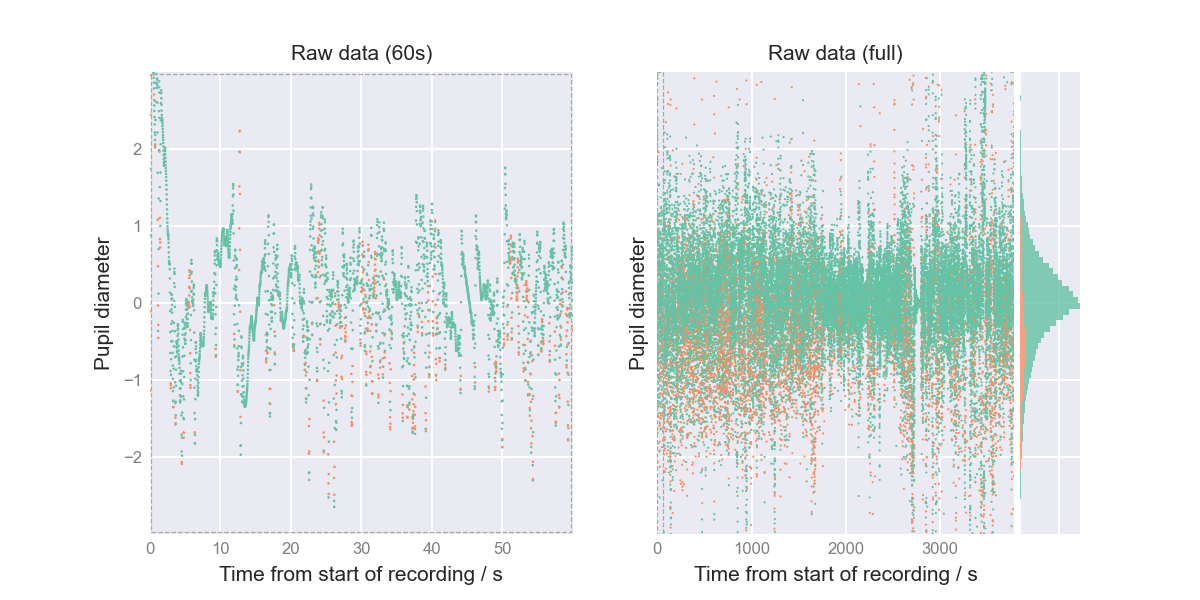 Raw data (60s)
Pupil diameter
2
1
0
−1
−2
0 10 20 30 40 50
Time from start of recording / s
Raw data (full)
Pupil diameter
0 1000 2000 3000
Time from start of recording / s